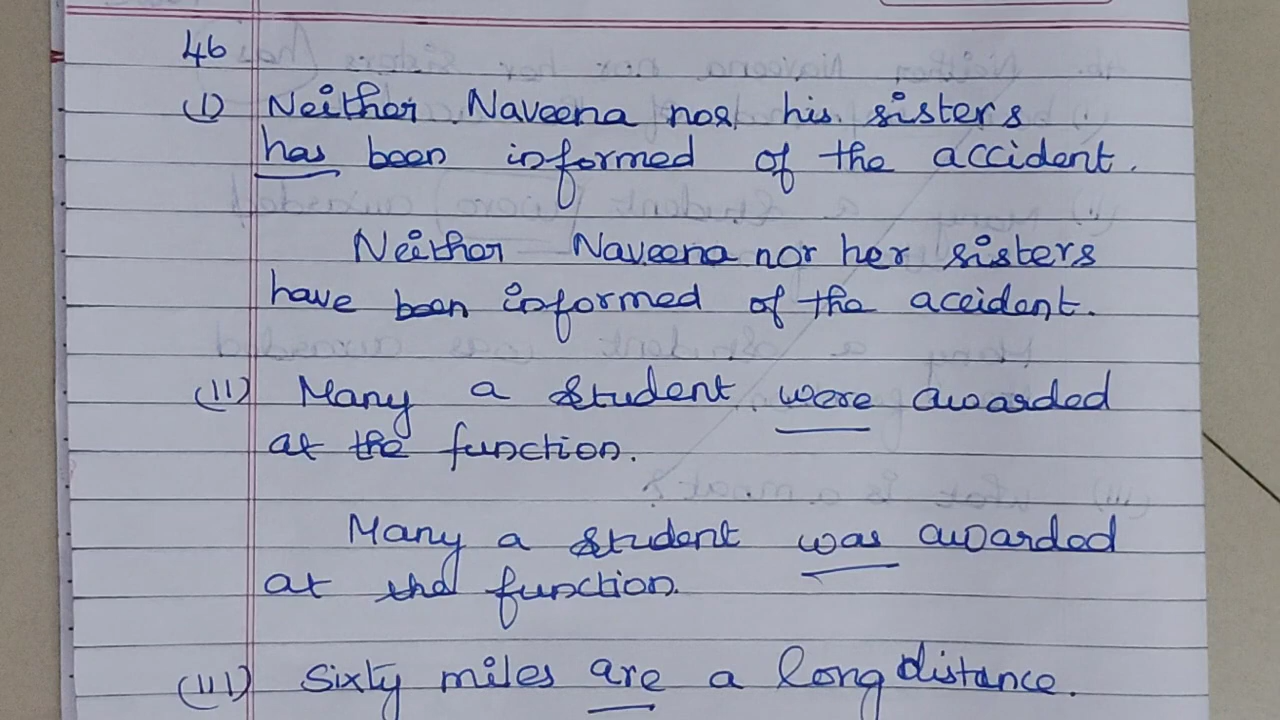 46
(I) Neither Naveena nor his sisters
has been informed of the accident.
Neither Naveena nor her sisters
have been informed of the accident.
(II) Many a student were awarded
at the function.
Many a student was awarded
at the function.
(III) Sixty miles are a long distance.